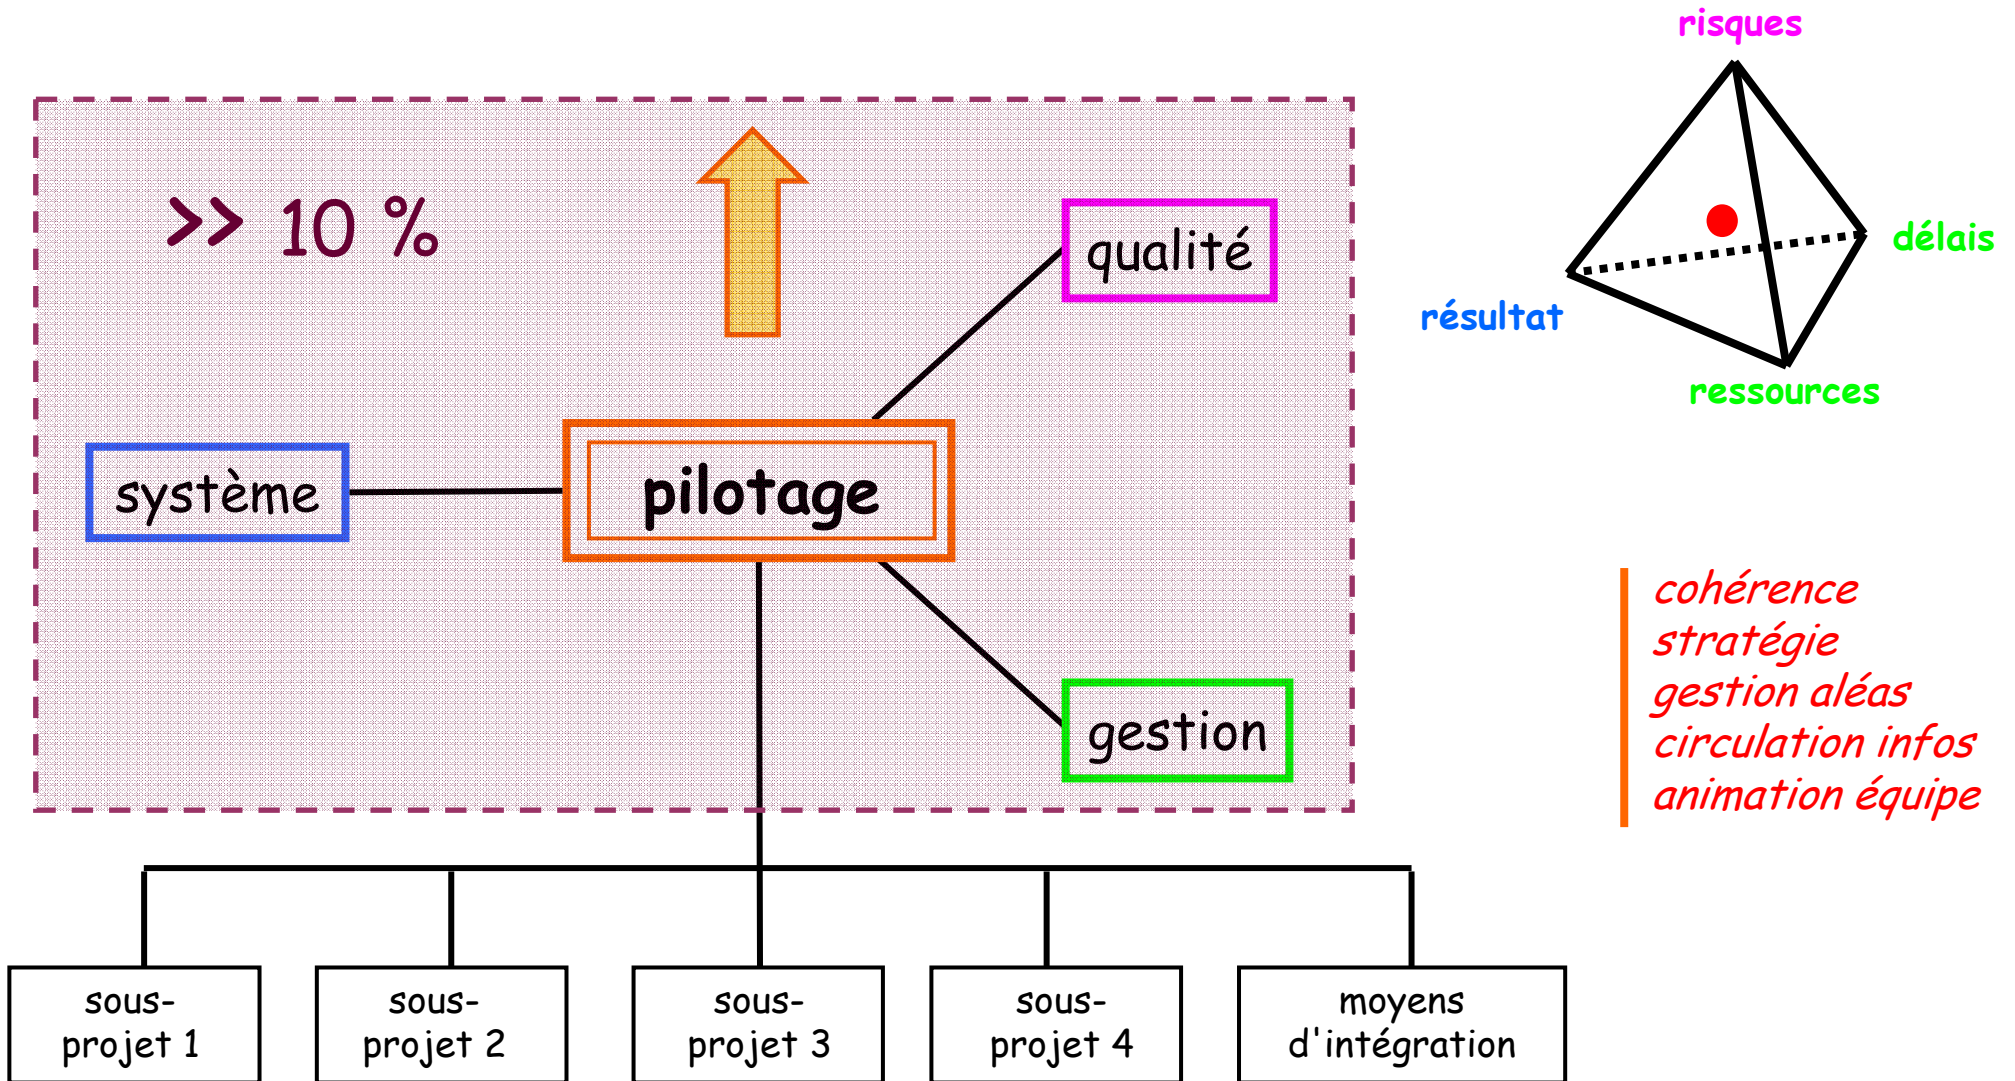 risques
>> 10 %
qualité
délais
résultat
ressources
système
pilotage
cohérence
stratégie
gestion aléas
circulation infos
animation équipe
gestion
sous-
projet 1
sous-
projet 2
sous-
projet 3
sous-
projet 4
moyens
d'intégration